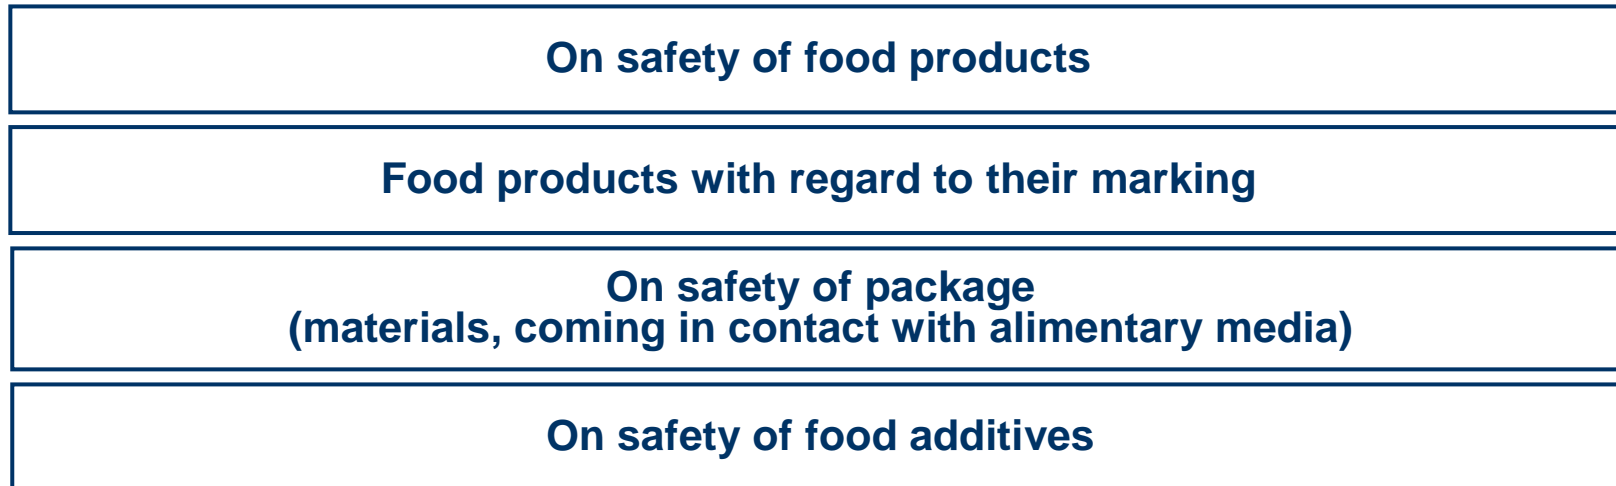 On safety of food products
Food products with regard to their marking
On safety of package
(materials, coming in contact with alimentary media)
On safety of food additives